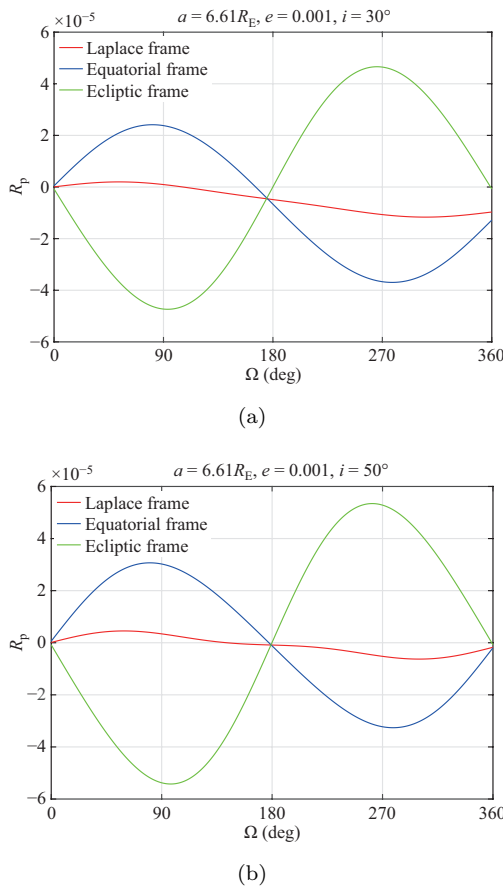 a = 6.61R_E, e = 0.001, i = 30°
×10⁻⁵
6
4
2
0
−2
−4
−6
R_p
Laplace frame
Equatorial frame
Ecliptic frame
0 90 180 270 360
Ω (deg)
(a)
a = 6.61R_E, e = 0.001, i = 50°
×10⁻⁵
6
4
2
0
−2
−4
−6
R_p
Laplace frame
Equatorial frame
Ecliptic frame
0 90 180 270 360
Ω (deg)
(b)